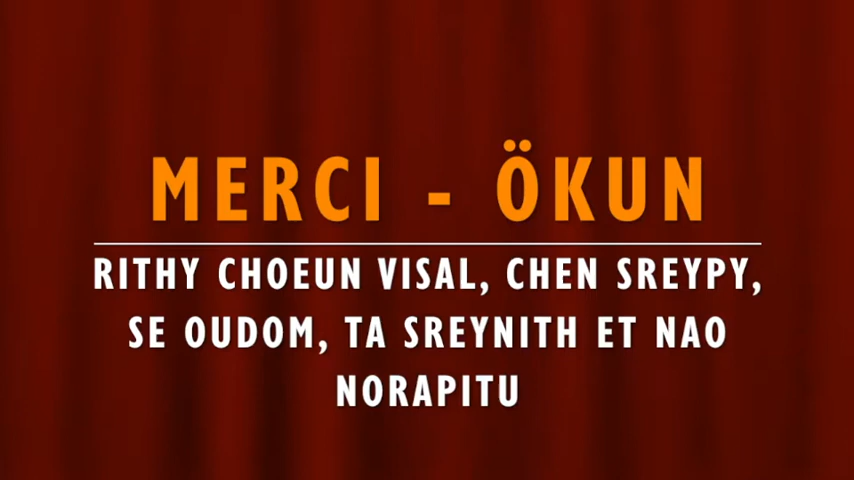 MERCI - ÖKUN
RITHY CHOEUN VISAL, CHEN SREYPY,
SE OUDOM, TA SREYNITH ET NAO
NORAPITU